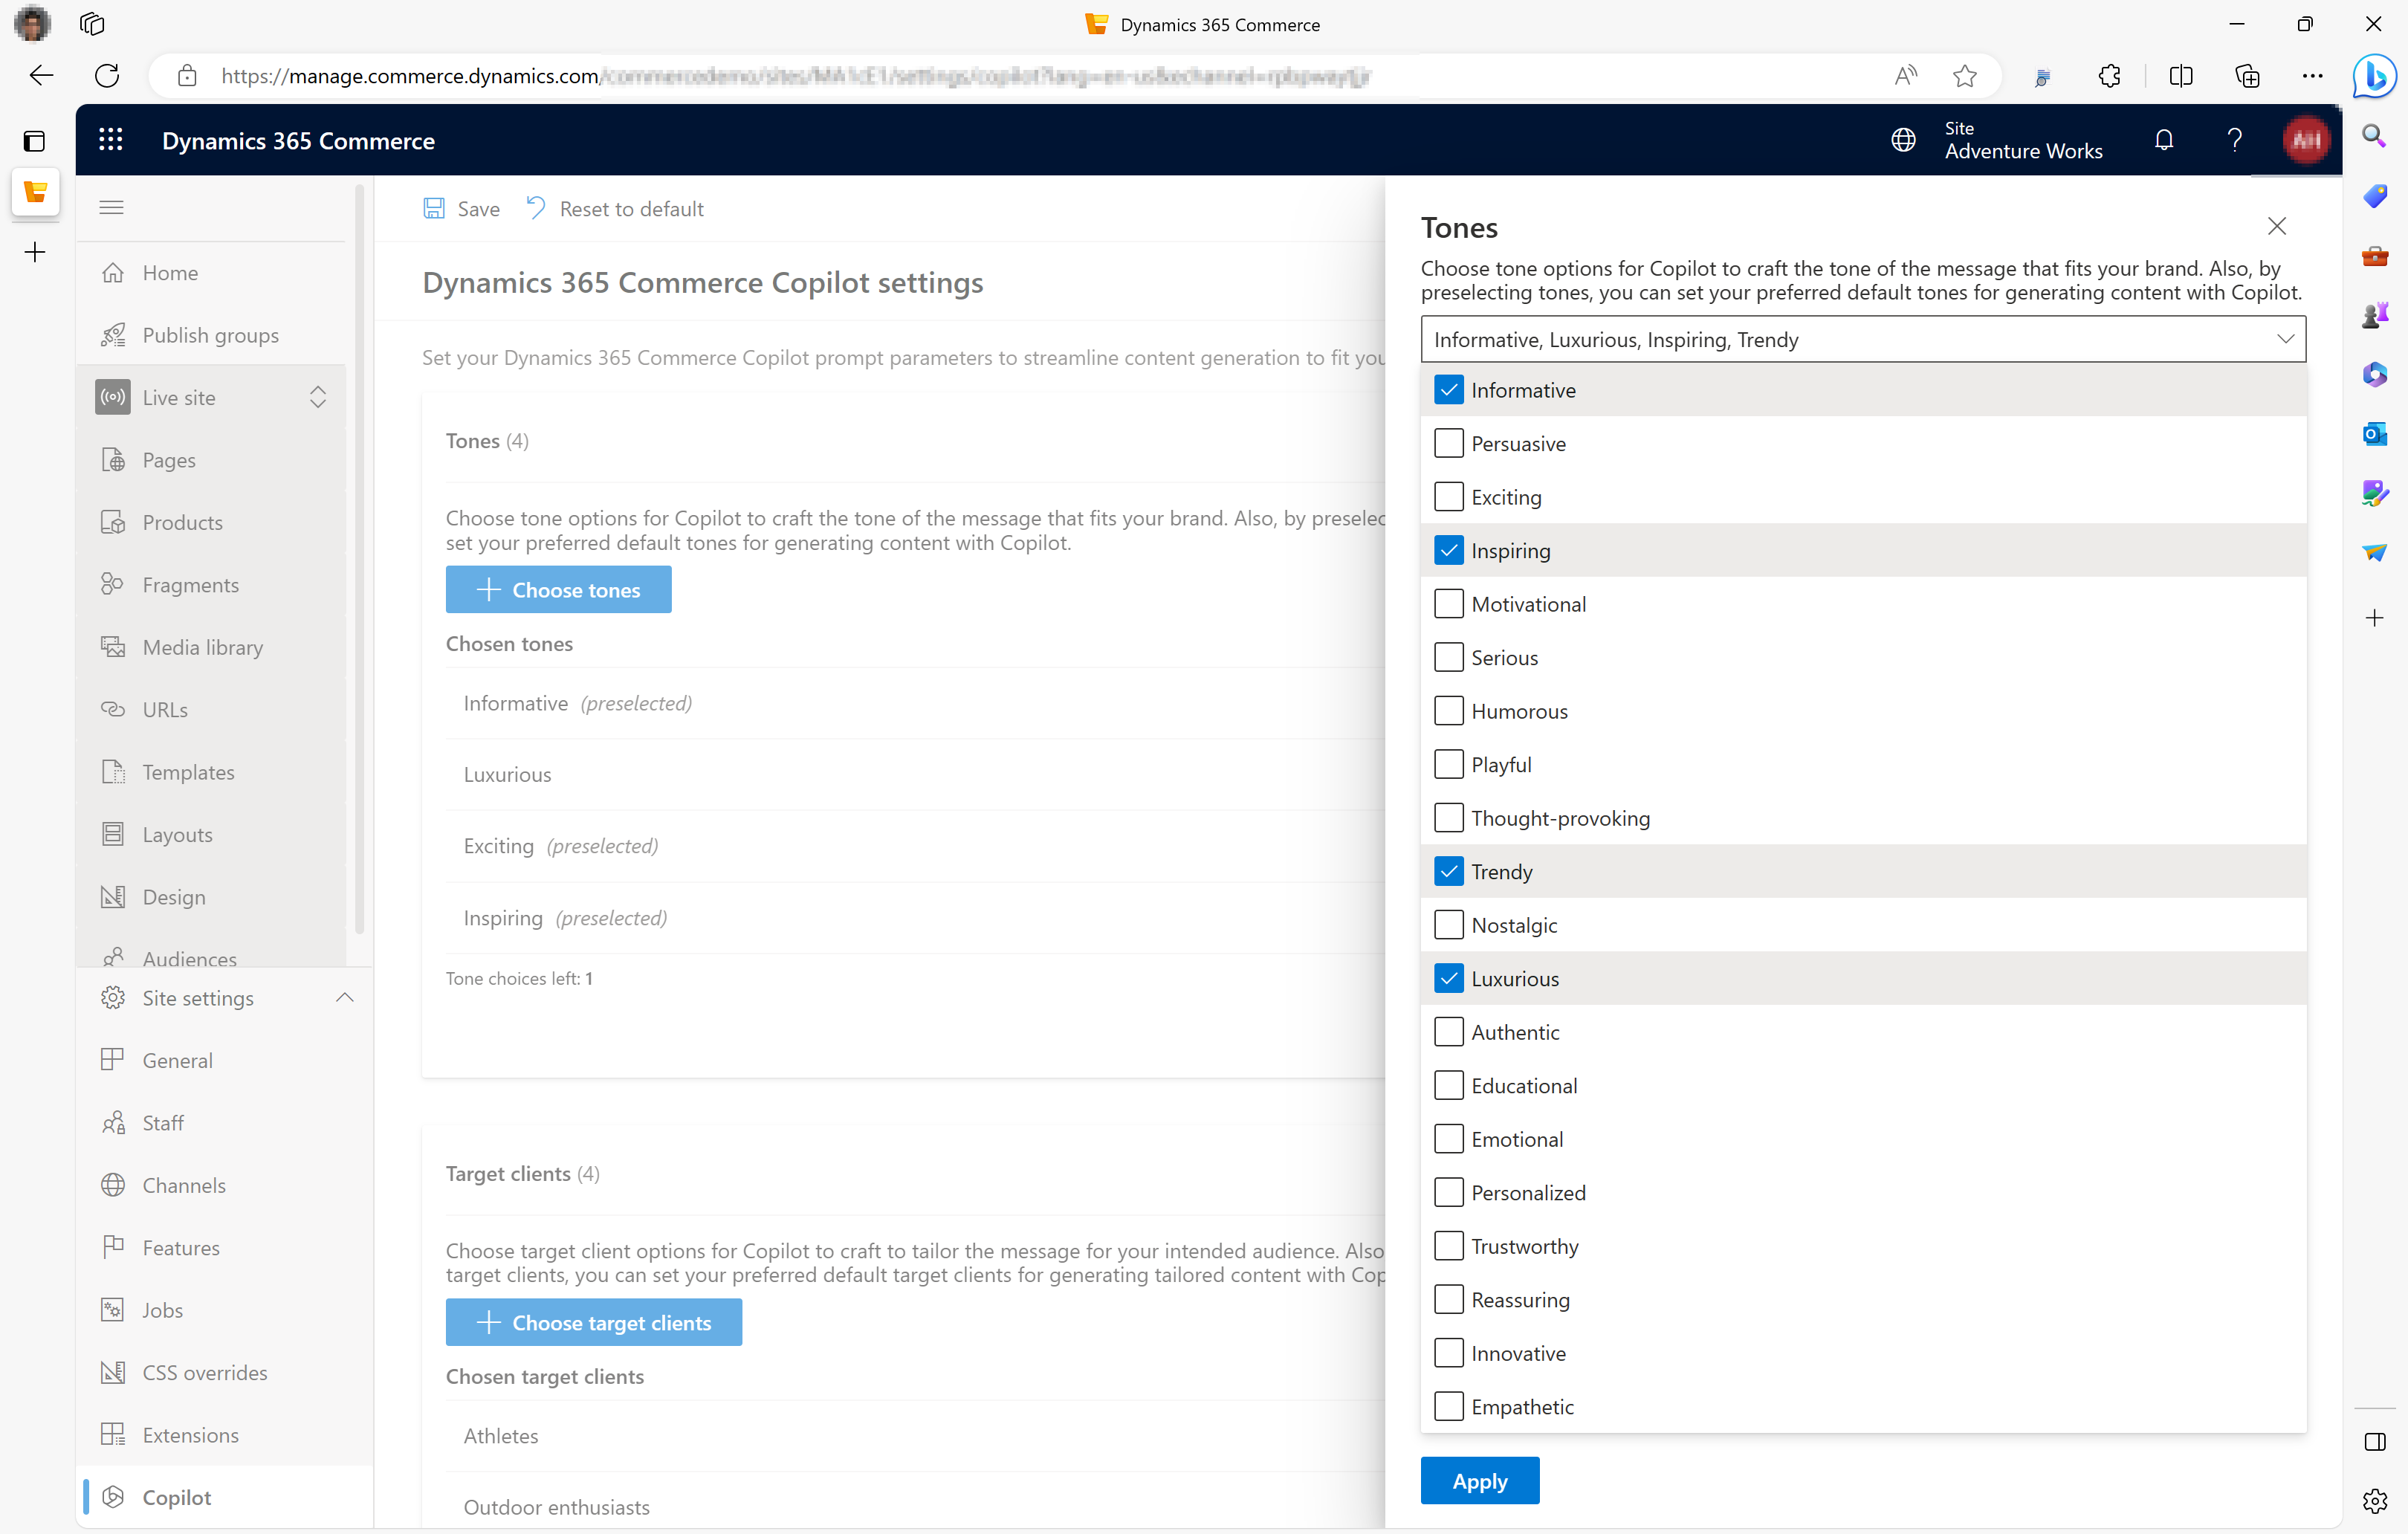 Dynamics 365 Commerce
https://manage.commerce.dynamics.com/
Dynamics 365 Commerce
Site
Adventure Works
Home
Publish groups
Live site
Pages
Products
Fragments
Media library
URLs
Templates
Layouts
Design
Audiences
Site settings
General
Staff
Channels
Features
Jobs
CSS overrides
Extensions
Copilot
Save
Reset to default
Dynamics 365 Commerce Copilot settings
Set your Dynamics 365 Commerce Copilot prompt parameters to streamline content generation to fit you
Tones (4)
Choose tone options for Copilot to craft the tone of the message that fits your brand. Also, by preselec
set your preferred default tones for generating content with Copilot.
Choose tones
Chosen tones
Informative (preselected)
Luxurious
Exciting (preselected)
Inspiring (preselected)
Tone choices left: 1
Target clients (4)
Choose target client options for Copilot to craft to tailor the message for your intended audience. Also
target clients, you can set your preferred default target clients for generating tailored content with Cop
Choose target clients
Chosen target clients
Athletes
Outdoor enthusiasts
Tones
Choose tone options for Copilot to craft the tone of the message that fits your brand. Also, by
preselecting tones, you can set your preferred default tones for generating content with Copilot.
Informative, Luxurious, Inspiring, Trendy
Informative
Persuasive
Exciting
Inspiring
Motivational
Serious
Humorous
Playful
Thought-provoking
Trendy
Nostalgic
Luxurious
Authentic
Educational
Emotional
Personalized
Trustworthy
Reassuring
Innovative
Empathetic
Apply